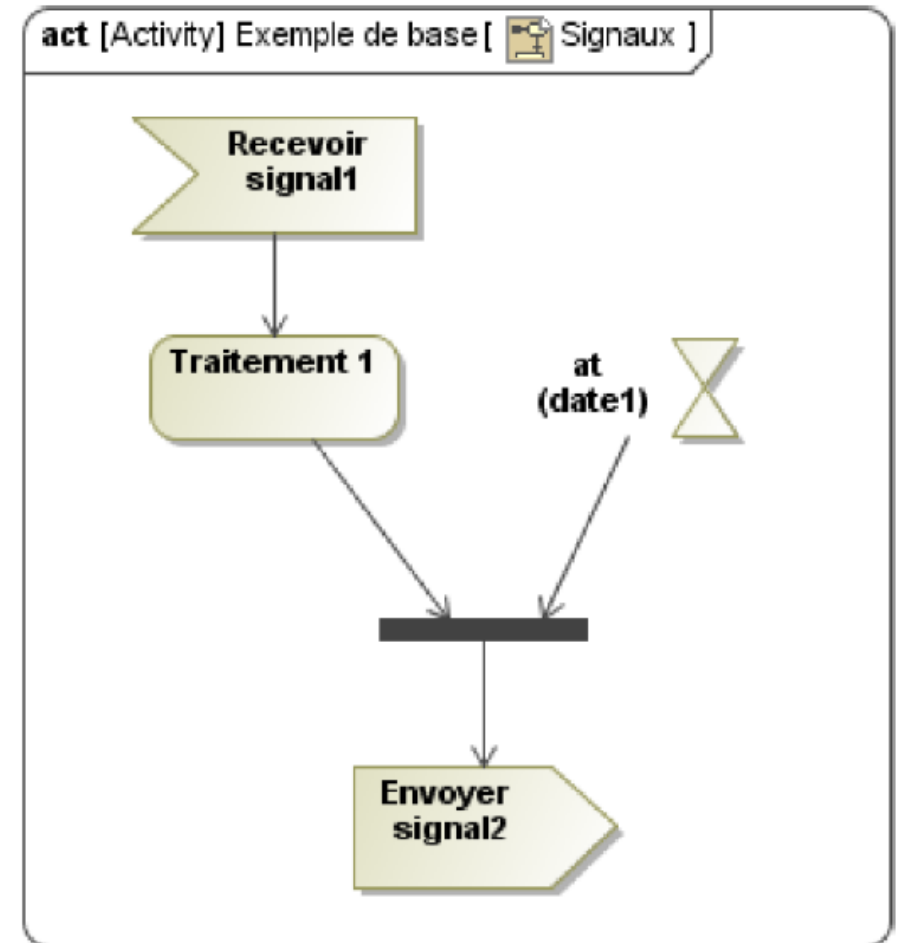 act [Activity] Exemple de base [ Signaux ]
Recevoir
signal1
Traitement 1
at
(date1)
Envoyer
signal2